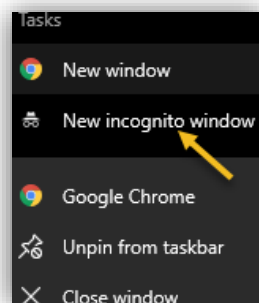 Tasks
New window
New incognito window
Google Chrome
Unpin from taskbar
Close window